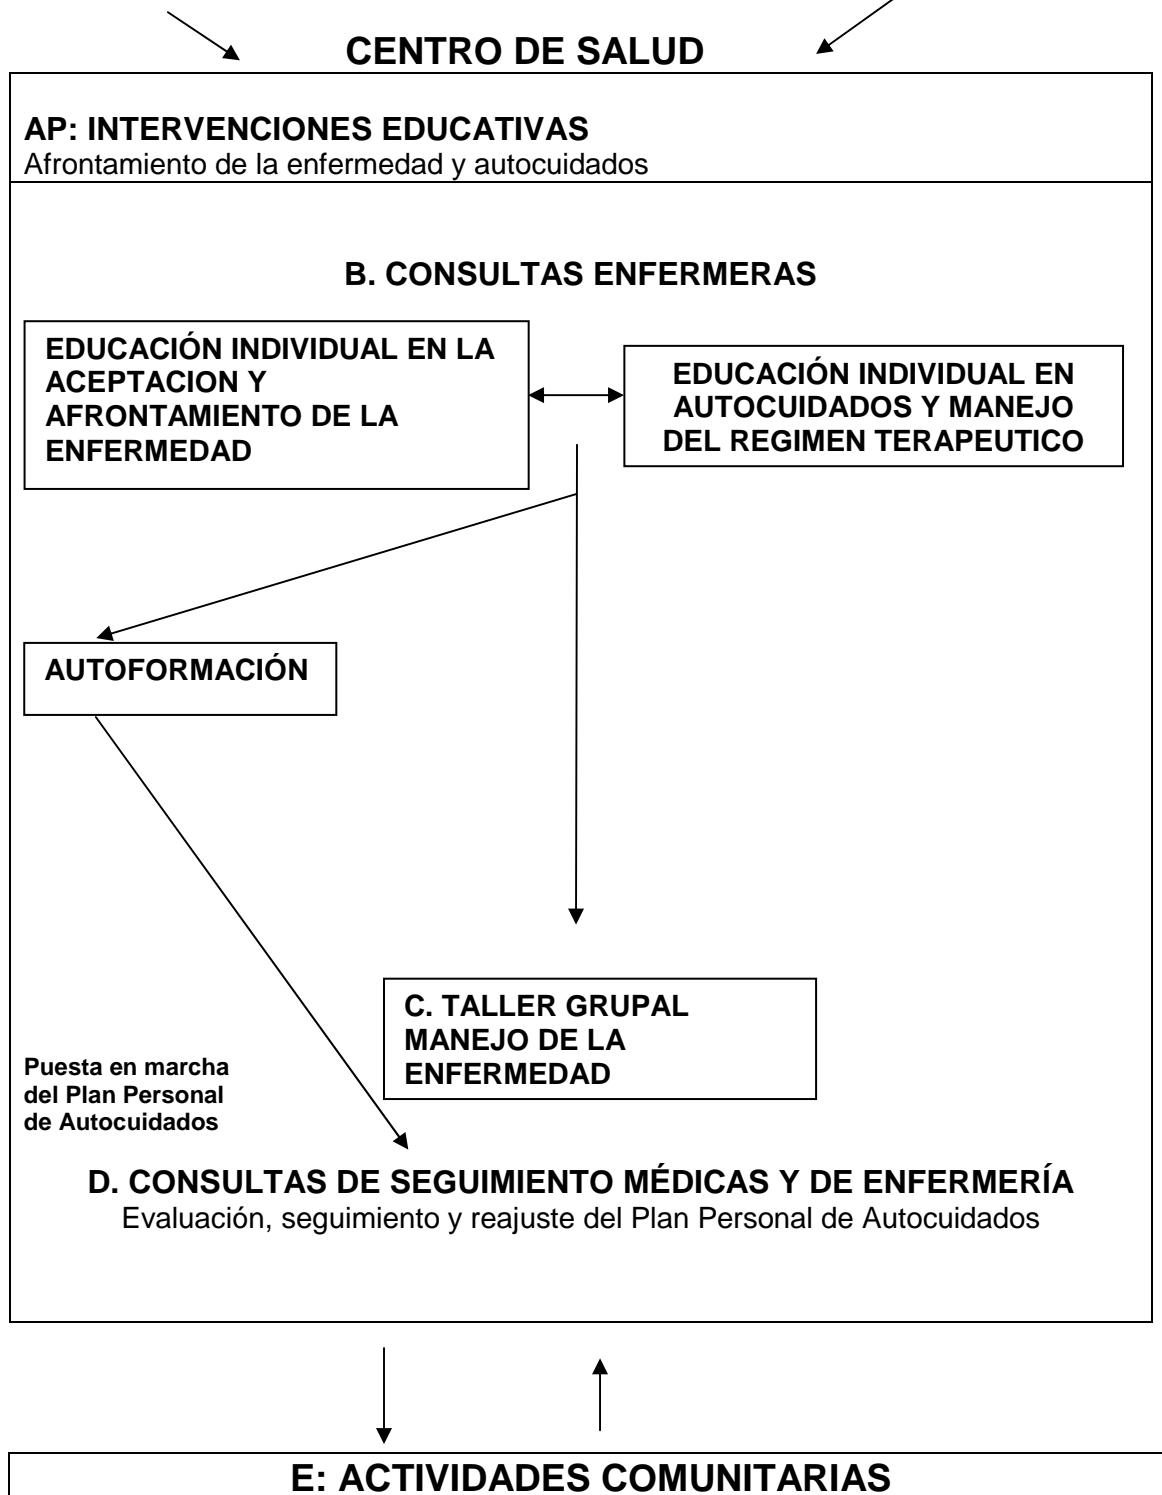 CENTRO DE SALUD
AP: INTERVENCIONES EDUCATIVAS
Afrontamiento de la enfermedad y autocuidados
B. CONSULTAS ENFERMERAS
EDUCACIÓN INDIVIDUAL EN LA
ACEPTACION Y
AFRONTAMIENTO DE LA
ENFERMEDAD
EDUCACIÓN INDIVIDUAL EN
AUTOCUIDADOS Y MANEJO
DEL REGIMEN TERAPEUTICO
AUTOFORMACIÓN
C. TALLER GRUPAL
MANEJO DE LA
ENFERMEDAD
Puesta en marcha
del Plan Personal
de Autocuidados
D. CONSULTAS DE SEGUIMIENTO MÉDICAS Y DE ENFERMERÍA
Evaluación, seguimiento y reajuste del Plan Personal de Autocuidados
E: ACTIVIDADES COMUNITARIAS